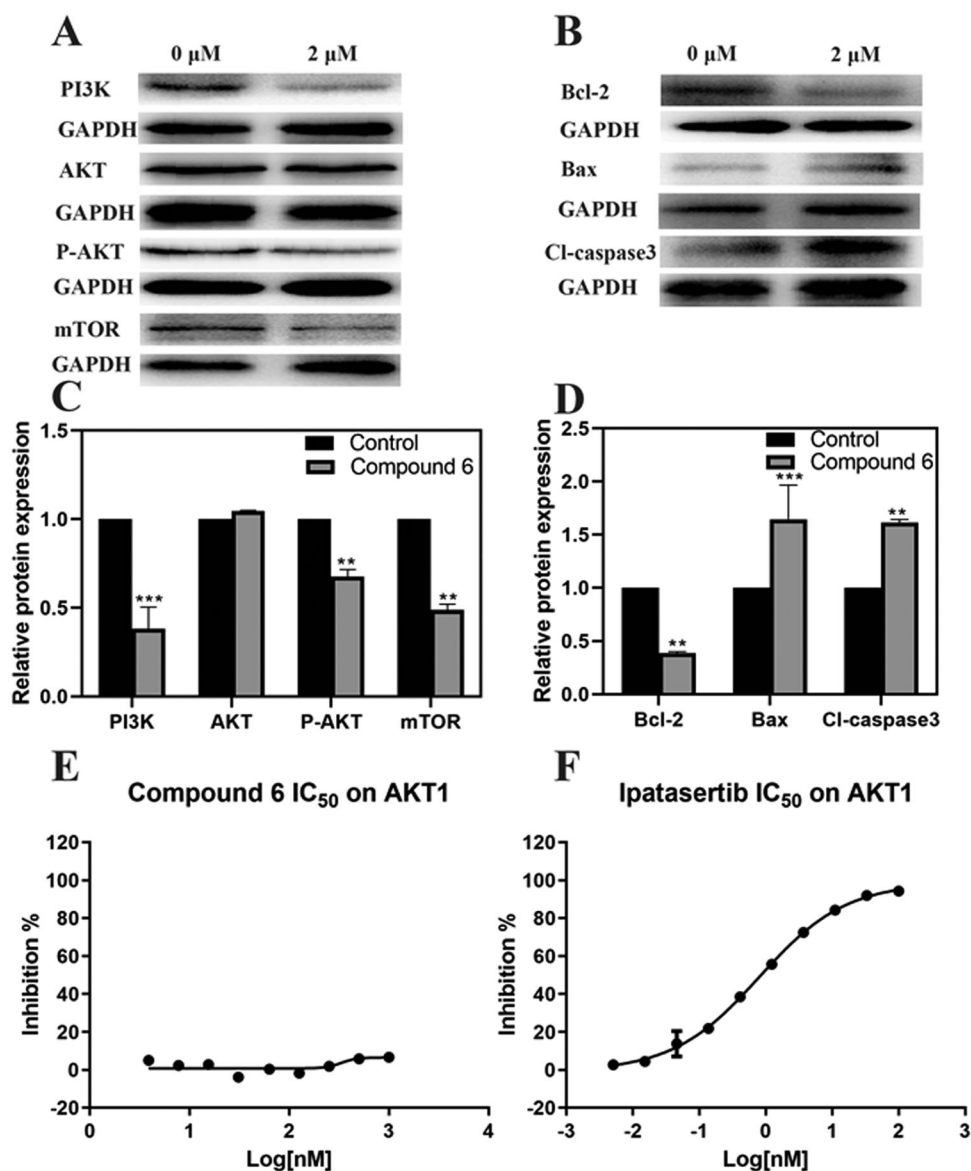 A
0 μM 2 μM
PI3K
GAPDH
AKT
GAPDH
P-AKT
GAPDH
mTOR
GAPDH
B
0 μM 2 μM
Bcl-2
GAPDH
Bax
GAPDH
Cl-caspase3
GAPDH
C
Relative protein expression
1.5
1.0
0.5
0.0
Control
Compound 6
***
**
**
PI3K AKT P-AKT mTOR
D
Relative protein expression
2.5
2.0
1.5
1.0
0.5
0.0
Control
Compound 6
**
***
**
Bcl-2 Bax Cl-caspase3
E
Compound 6 IC50 on AKT1
Inhibition %
120
100
80
60
40
20
0
-20
0 1 2 3 4
Log[nM]
F
Ipatasertib IC50 on AKT1
Inhibition %
120
100
80
60
40
20
0
-20
-3 -2 -1 0 1 2 3
Log[nM]